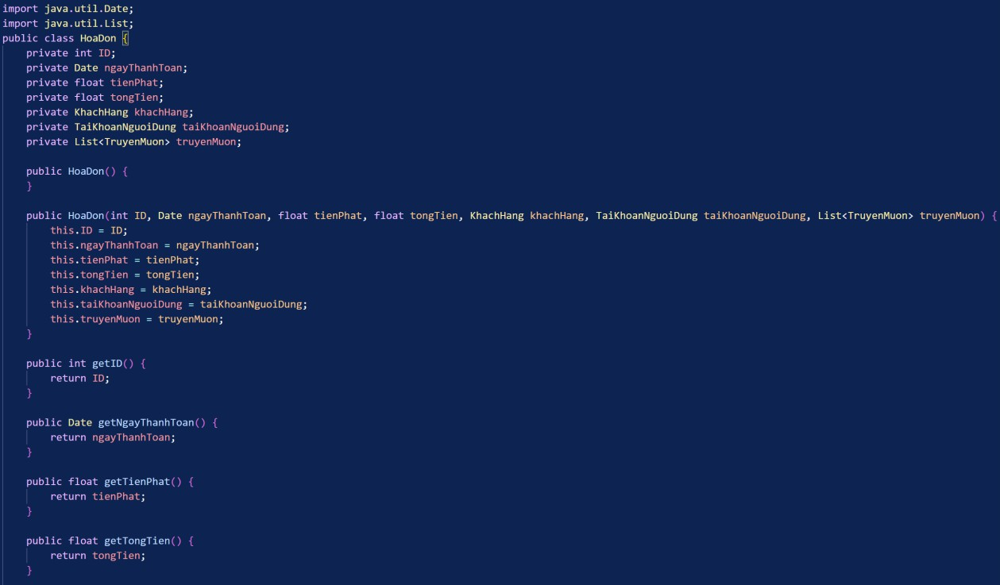 import java.util.Date;
import java.util.List;
public class HoaDon {
    private int ID;
    private Date ngayThanhToan;
    private float tienPhat;
    private float tongTien;
    private KhachHang khachHang;
    private TaiKhoanNguoiDung taiKhoanNguoiDung;
    private List<TruyenMuon> truyenMuon;

    public HoaDon() {
    }

    public HoaDon(int ID, Date ngayThanhToan, float tienPhat, float tongTien, KhachHang khachHang, TaiKhoanNguoiDung taiKhoanNguoiDung, List<TruyenMuon> truyenMuon) {
        this.ID = ID;
        this.ngayThanhToan = ngayThanhToan;
        this.tienPhat = tienPhat;
        this.tongTien = tongTien;
        this.khachHang = khachHang;
        this.taiKhoanNguoiDung = taiKhoanNguoiDung;
        this.truyenMuon = truyenMuon;
    }

    public int getID() {
        return ID;
    }

    public Date getNgayThanhToan() {
        return ngayThanhToan;
    }

    public float getTienPhat() {
        return tienPhat;
    }

    public float getTongTien() {
        return tongTien;
    }